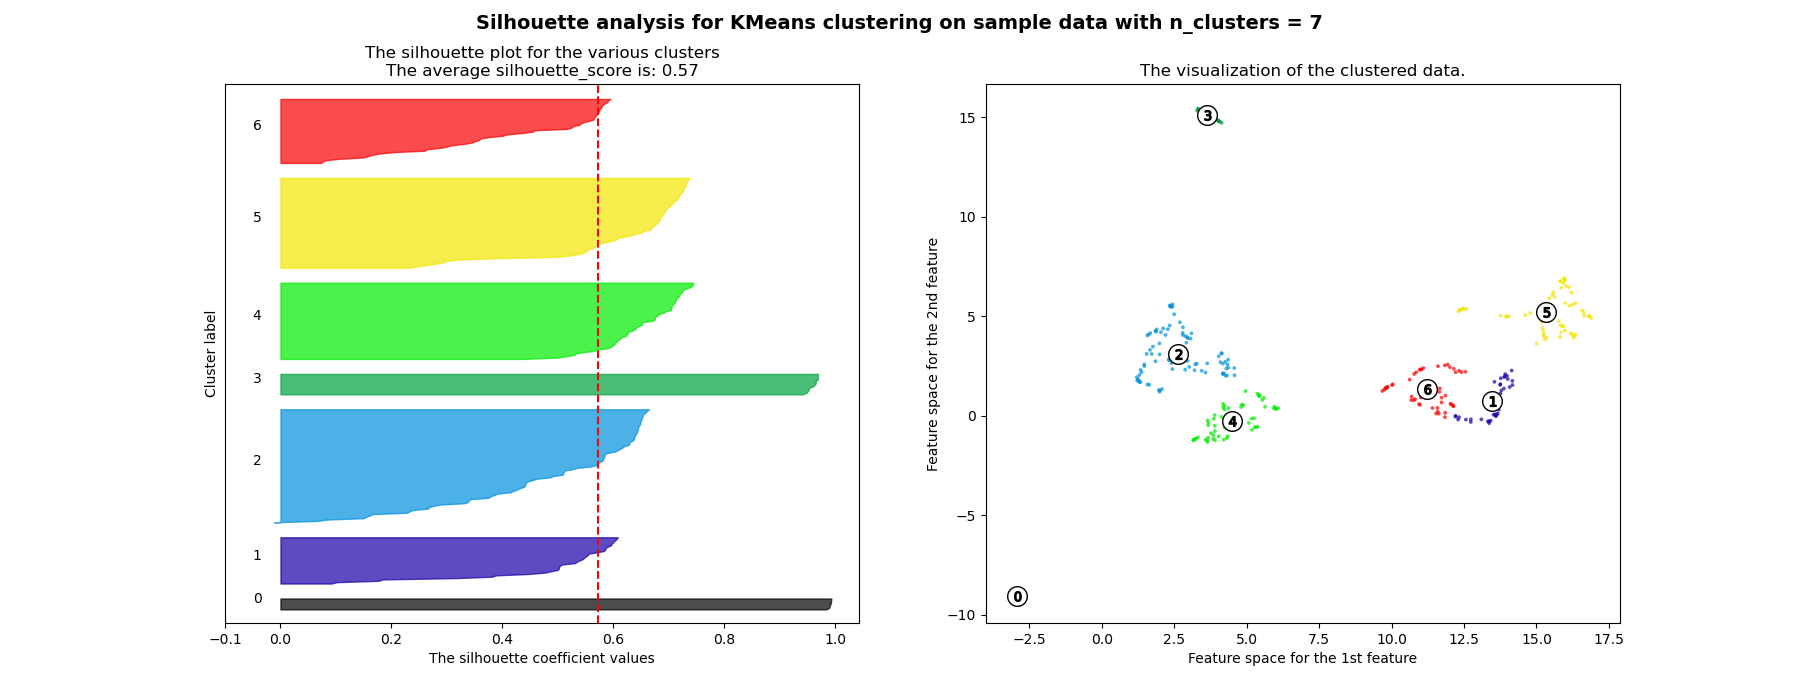 Silhouette analysis for KMeans clustering on sample data with n_clusters = 7
The silhouette plot for the various clusters
The average silhouette_score is: 0.57
Cluster label
6
5
4
3
2
1
0
−0.1 0.0 0.2 0.4 0.6 0.8 1.0
The silhouette coefficient values
The visualization of the clustered data.
Feature space for the 2nd feature
15
10
5
0
−5
−10
3
5
2
6
1
4
0
−2.5 0.0 2.5 5.0 7.5 10.0 12.5 15.0 17.5
Feature space for the 1st feature